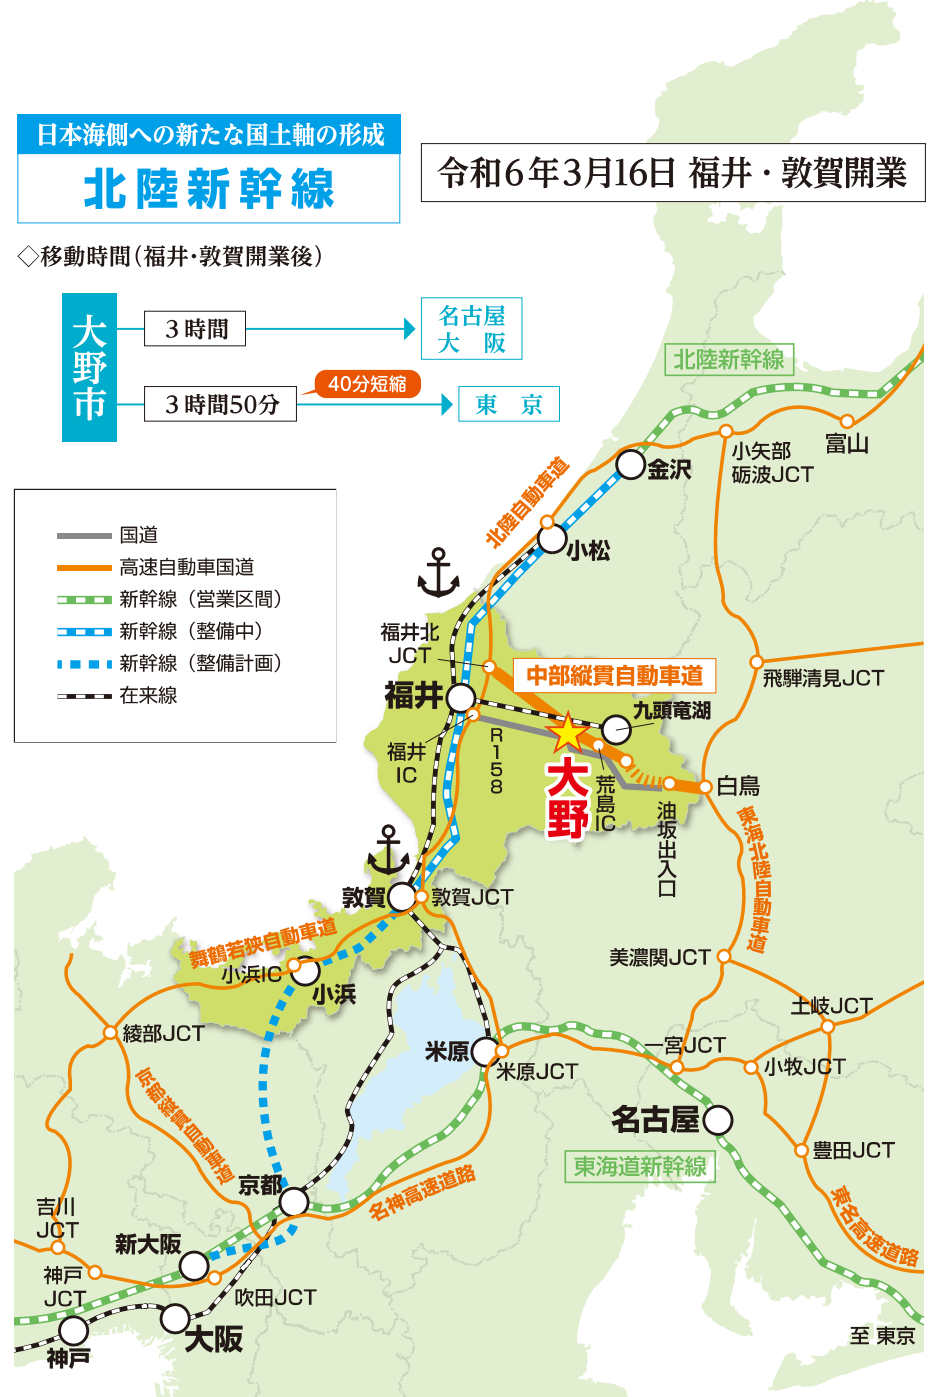 日本海側への新たな国土軸の形成
北陸新幹線
令和6年3月16日 福井・敦賀開業
◇移動時間(福井・敦賀開業後)
大野市
3時間
名古屋
大 阪
3時間50分
40分短縮
東 京
国道
高速自動車国道
新幹線（営業区間）
新幹線（整備中）
新幹線（整備計画）
在来線
北陸新幹線
富山
小矢部
砺波JCT
金沢
北陸自動車道
小松
福井北
JCT
中部縦貫自動車道
飛騨清見JCT
福井
九頭竜湖
福井
IC
R158
大野
荒島IC
油坂出入口
白鳥
東海北陸自動車道
敦賀
敦賀JCT
舞鶴若狭自動車道
小浜IC
小浜
美濃関JCT
土岐JCT
綾部JCT
米原
米原JCT
一宮JCT
小牧JCT
京都縦貫自動車道
名古屋
豊田JCT
東海道新幹線
京都
名神高速道路
東名高速道路
吉川
JCT
新大阪
神戸
JCT
吹田JCT
大阪
神戸
至 東京